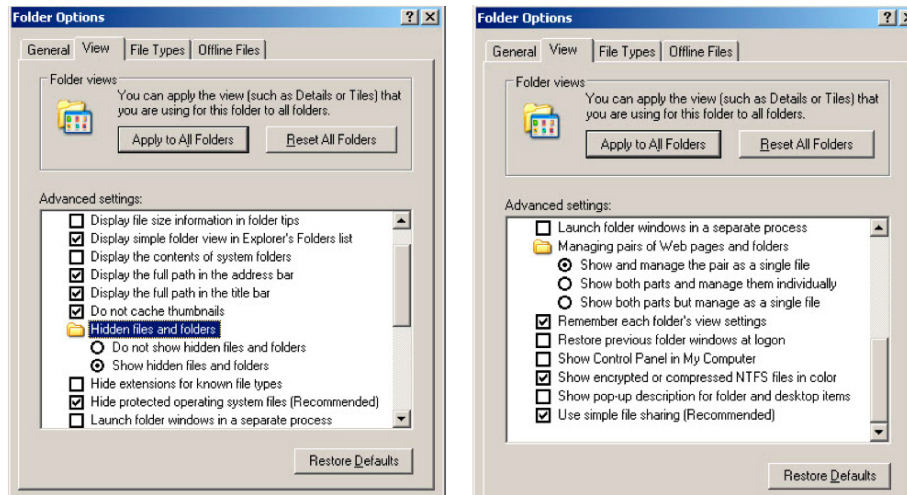 Folder Options
General View File Types Offline Files
Folder views
You can apply the view (such as Details or Tiles) that
you are using for this folder to all folders.
Apply to All Folders Reset All Folders
Advanced settings:
Display file size information in folder tips
Display simple folder view in Explorer's Folders list
Display the contents of system folders
Display the full path in the address bar
Display the full path in the title bar
Do not cache thumbnails
Hidden files and folders
Do not show hidden files and folders
Show hidden files and folders
Hide extensions for known file types
Hide protected operating system files (Recommended)
Launch folder windows in a separate process
Restore Defaults
Folder Options
General View File Types Offline Files
Folder views
You can apply the view (such as Details or Tiles) that
you are using for this folder to all folders.
Apply to All Folders Reset All Folders
Advanced settings:
Launch folder windows in a separate process
Managing pairs of Web pages and folders
Show and manage the pair as a single file
Show both parts and manage them individually
Show both parts but manage as a single file
Remember each folder's view settings
Restore previous folder windows at logon
Show Control Panel in My Computer
Show encrypted or compressed NTFS files in color
Show pop-up description for folder and desktop items
Use simple file sharing (Recommended)
Restore Defaults